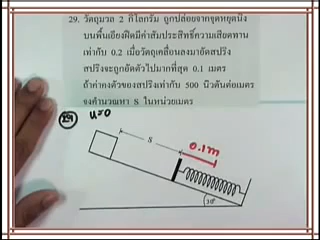 29. วัตถุมวล 2 กิโลกรัม ถูกปล่อยจากจุดหยุดนิ่ง
บนพื้นเอียงฝืดมีค่าสัมประสิทธิ์ความเสียดทาน
เท่ากับ 0.2 เมื่อวัตถุเคลื่อนลงมาอัดสปริง
สปริงจะถูกอัดตัวไปมากที่สุด 0.1 เมตร
ถ้าค่าคงตัวของสปริงเท่ากับ 500 นิวตันต่อเมตร
จงคำนวณหา S ในหน่วยเมตร
29 u=0
S
0.1m
30°